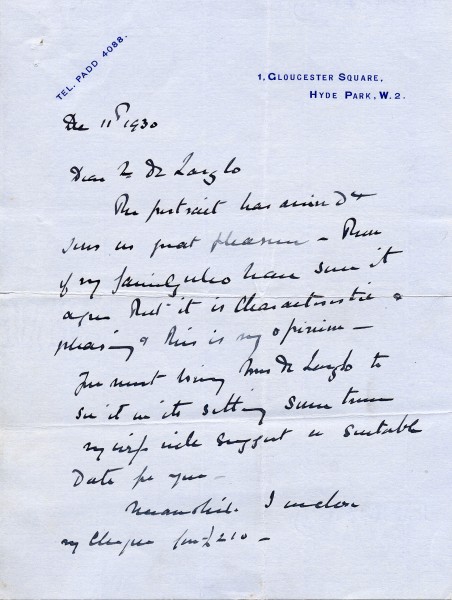 TEL. PADD 4088.
1, GLOUCESTER SQUARE,
HYDE PARK, W.2.
Dec 11th 1930
Dear Mr De Laszlo
The portrait has arrived &
gives us great pleasure – Those
of my family who have seen it
agree that it is characteristic &
pleasing & this is my opinion –
You must bring Mrs De Laszlo to
see it in its setting some time
my wife will suggest a suitable
Date for you –
Meanwhile I enclose
my Cheque for £210 –